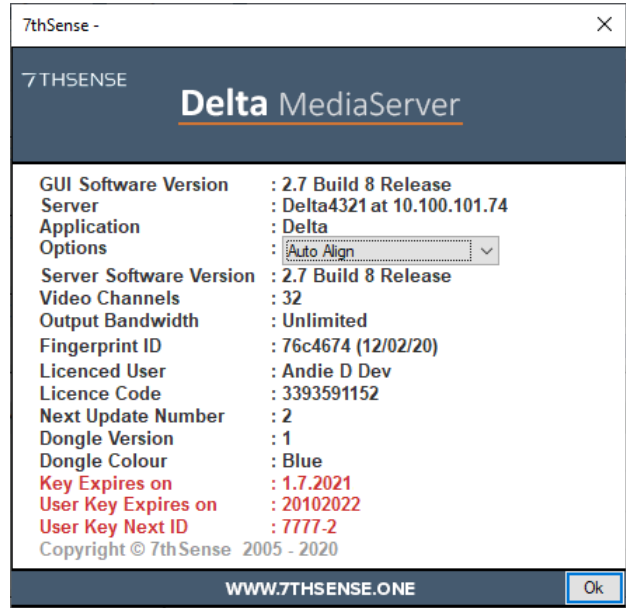 7thSense -
7THSENSE
Delta MediaServer
GUI Software Version : 2.7 Build 8 Release
Server : Delta4321 at 10.100.101.74
Application : Delta
Options : Auto Align
Server Software Version : 2.7 Build 8 Release
Video Channels : 32
Output Bandwidth : Unlimited
Fingerprint ID : 76c4674 (12/02/20)
Licenced User : Andie D Dev
Licence Code : 3393591152
Next Update Number : 2
Dongle Version : 1
Dongle Colour : Blue
Key Expires on : 1.7.2021
User Key Expires on : 20102022
User Key Next ID : 7777-2
Copyright © 7thSense 2005 - 2020
WWW.7THSENSE.ONE
Ok